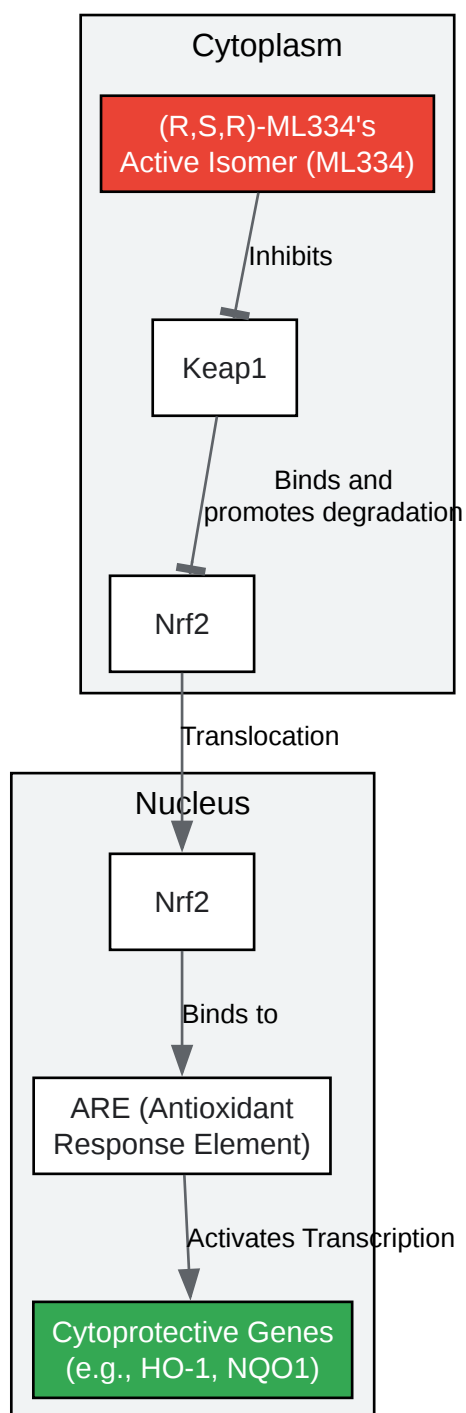 Cytoplasm
(R,S,R)-ML334's
Active Isomer (ML334)
Inhibits
Keap1
Binds and
promotes degradation
Nrf2
Translocation
Nucleus
Nrf2
Binds to
ARE (Antioxidant
Response Element)
Activates Transcription
Cytoprotective Genes
(e.g., HO-1, NQO1)